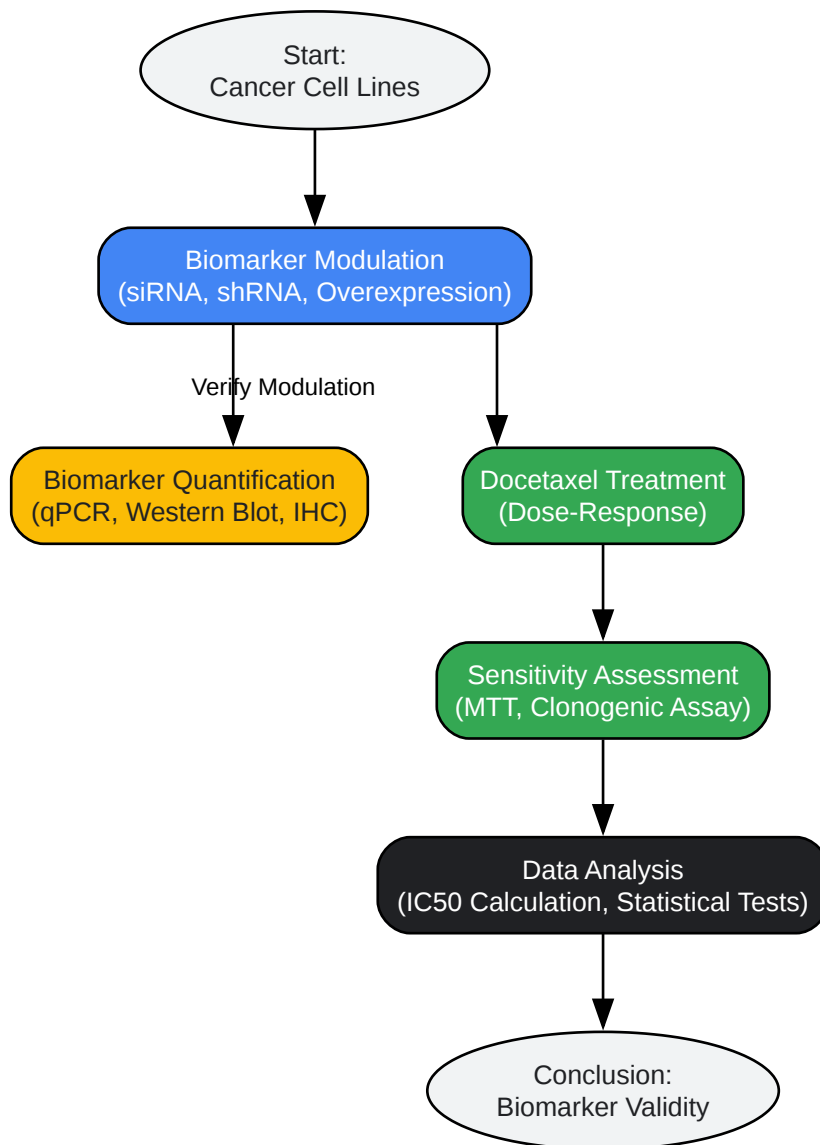 Start:
Cancer Cell Lines
Biomarker Modulation
(siRNA, shRNA, Overexpression)
Verify Modulation
Biomarker Quantification
(qPCR, Western Blot, IHC)
Docetaxel Treatment
(Dose-Response)
Sensitivity Assessment
(MTT, Clonogenic Assay)
Data Analysis
(IC50 Calculation, Statistical Tests)
Conclusion:
Biomarker Validity